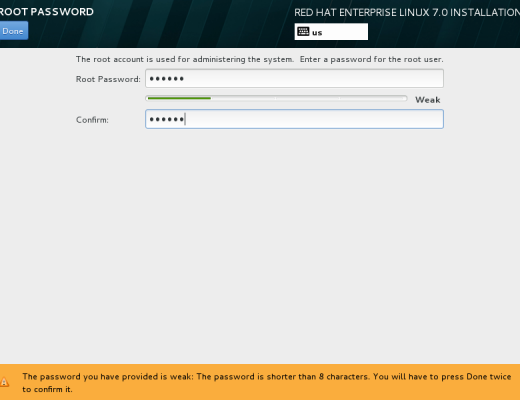 ROOT PASSWORD
RED HAT ENTERPRISE LINUX 7.0 INSTALLATION
Done
us
The root account is used for administering the system. Enter a password for the root user.
Root Password: ••••••
Weak
Confirm: ••••••
The password you have provided is weak: The password is shorter than 8 characters. You will have to press Done twice
to confirm it.